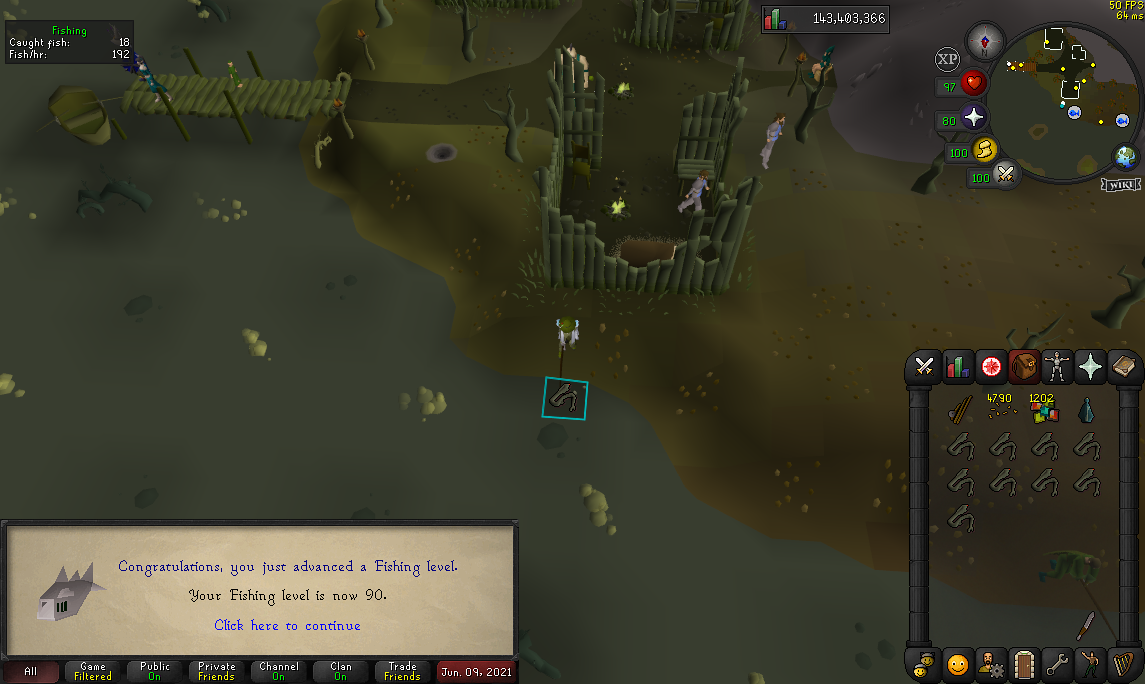 Fishing
Caught fish: 18
Fish/hr: 192
143,403,366
50 FPS
64 ms
XP
97
80
100
100
N
WIKI
4790
1202
Congratulations, you just advanced a Fishing level.
Your Fishing level is now 90.
Click here to continue
All
Game
Filtered
Public
On
Private
Friends
Channel
On
Clan
On
Trade
Friends
Jun. 09, 2021